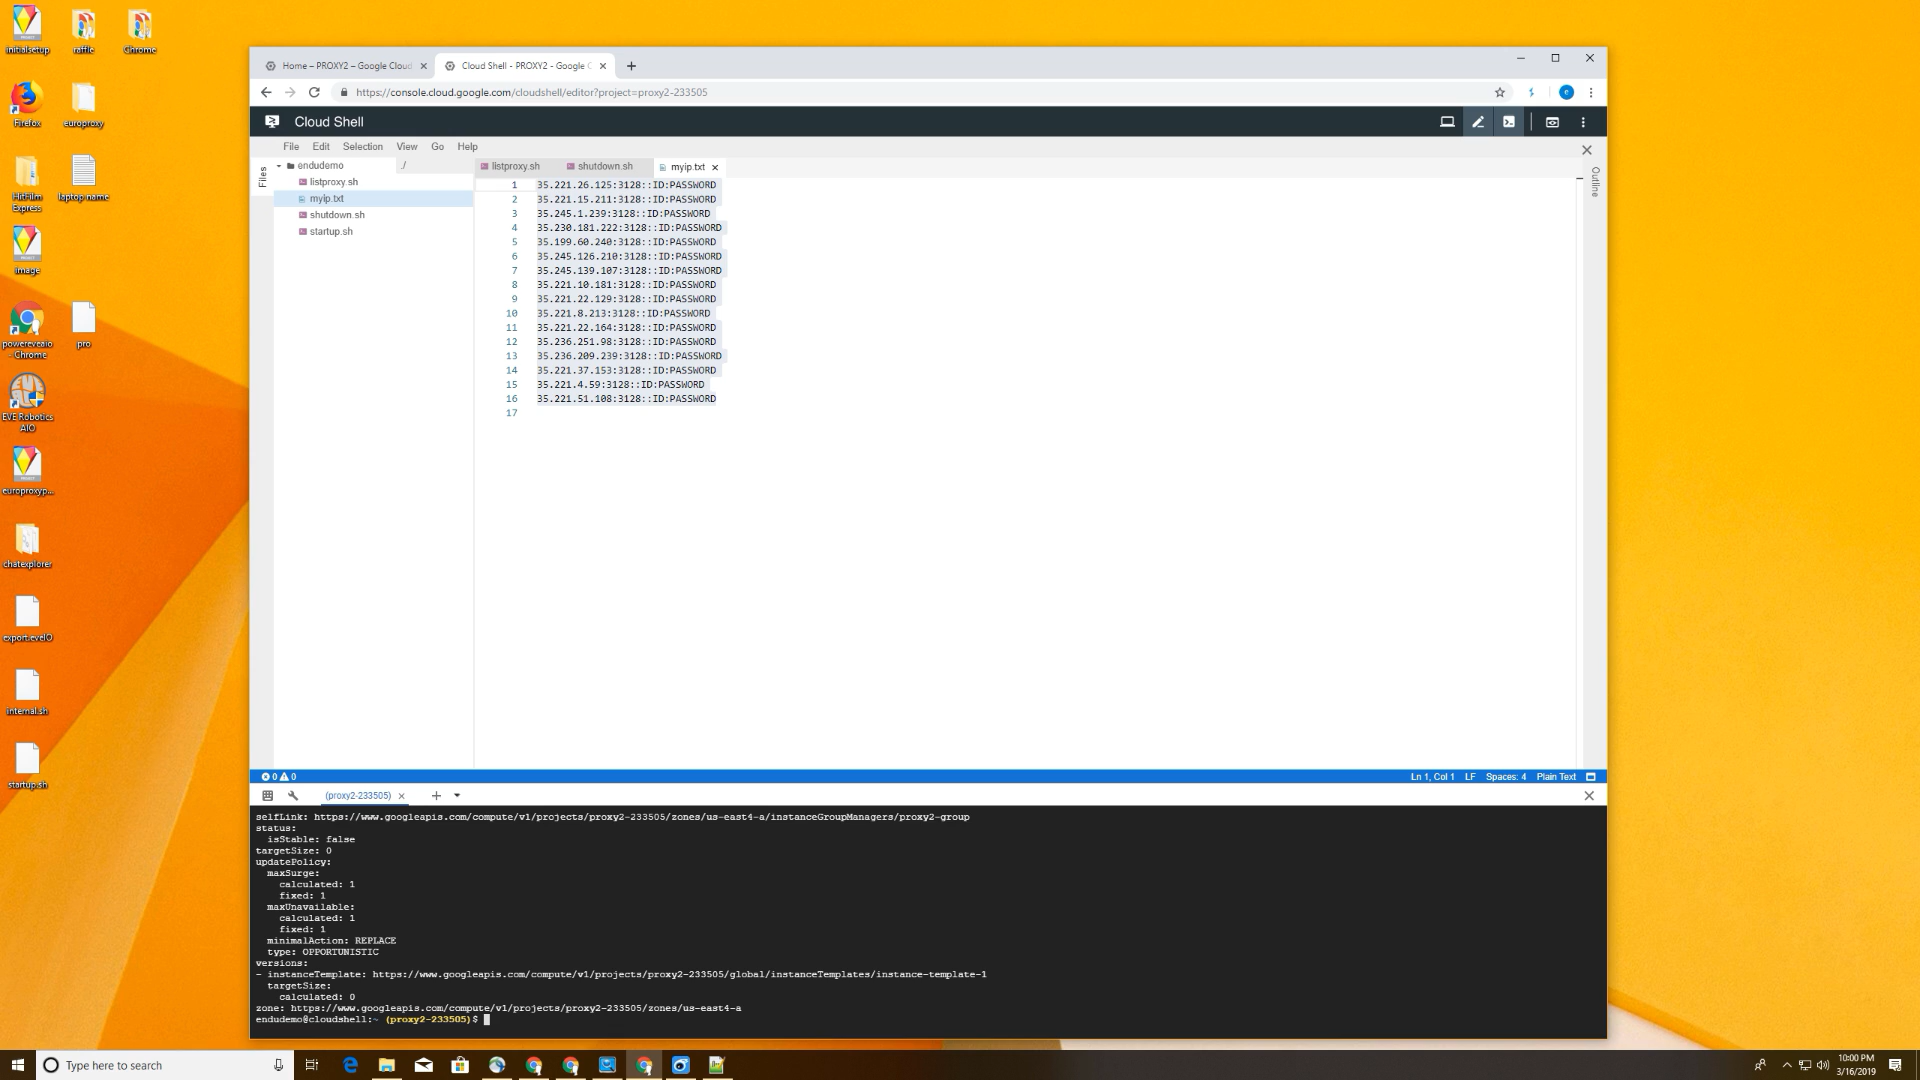 initialsetup
raffle
Chrome
Firefox
europroxy
HitFilm
Express
laptop name
image
powereveaio
- Chrome
pro
EVE Robotics
AIO
europroxyp...
chatexplorer
export.eveIO
internal.sh
startup.sh
Home – PROXY2 – Google Cloud
Cloud Shell - PROXY2 - Google C
https://console.cloud.google.com/cloudshell/editor?project=proxy2-233505
e
Cloud Shell
File Edit Selection View Go Help
Files
endudemo
./
listproxy.sh
myip.txt
shutdown.sh
startup.sh
listproxy.sh
shutdown.sh
myip.txt
Outline
1 35.221.26.125:3128::ID:PASSWORD
2 35.221.15.211:3128::ID:PASSWORD
3 35.245.1.239:3128::ID:PASSWORD
4 35.230.181.222:3128::ID:PASSWORD
5 35.199.60.240:3128::ID:PASSWORD
6 35.245.126.210:3128::ID:PASSWORD
7 35.245.139.107:3128::ID:PASSWORD
8 35.221.10.181:3128::ID:PASSWORD
9 35.221.22.129:3128::ID:PASSWORD
10 35.221.8.213:3128::ID:PASSWORD
11 35.221.22.164:3128::ID:PASSWORD
12 35.236.251.98:3128::ID:PASSWORD
13 35.236.209.239:3128::ID:PASSWORD
14 35.221.37.153:3128::ID:PASSWORD
15 35.221.4.59:3128::ID:PASSWORD
16 35.221.51.108:3128::ID:PASSWORD
17
0 0
Ln 1, Col 1 LF Spaces: 4 Plain Text
(proxy2-233505)
selfLink: https://www.googleapis.com/compute/v1/projects/proxy2-233505/zones/us-east4-a/instanceGroupManagers/proxy2-group
status:
isStable: false
targetSize: 0
updatePolicy:
maxSurge:
calculated: 1
fixed: 1
maxUnavailable:
calculated: 1
fixed: 1
minimalAction: REPLACE
type: OPPORTUNISTIC
versions:
- instanceTemplate: https://www.googleapis.com/compute/v1/projects/proxy2-233505/global/instanceTemplates/instance-template-1
targetSize:
calculated: 0
zone: https://www.googleapis.com/compute/v1/projects/proxy2-233505/zones/us-east4-a
endudemo@cloudshell:~ (proxy2-233505)$
Type here to search
10:00 PM
3/16/2019